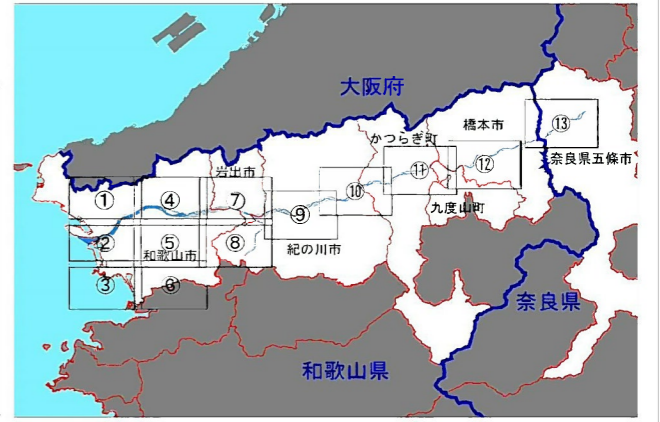 大阪府
橋本市
⑬
かつらぎ町
奈良県五條市
岩出市
⑩
⑪
⑫
①
④
⑦
⑨
九度山町
②
⑤
⑧
紀の川市
和歌山市
③
⑥
奈良県
和歌山県